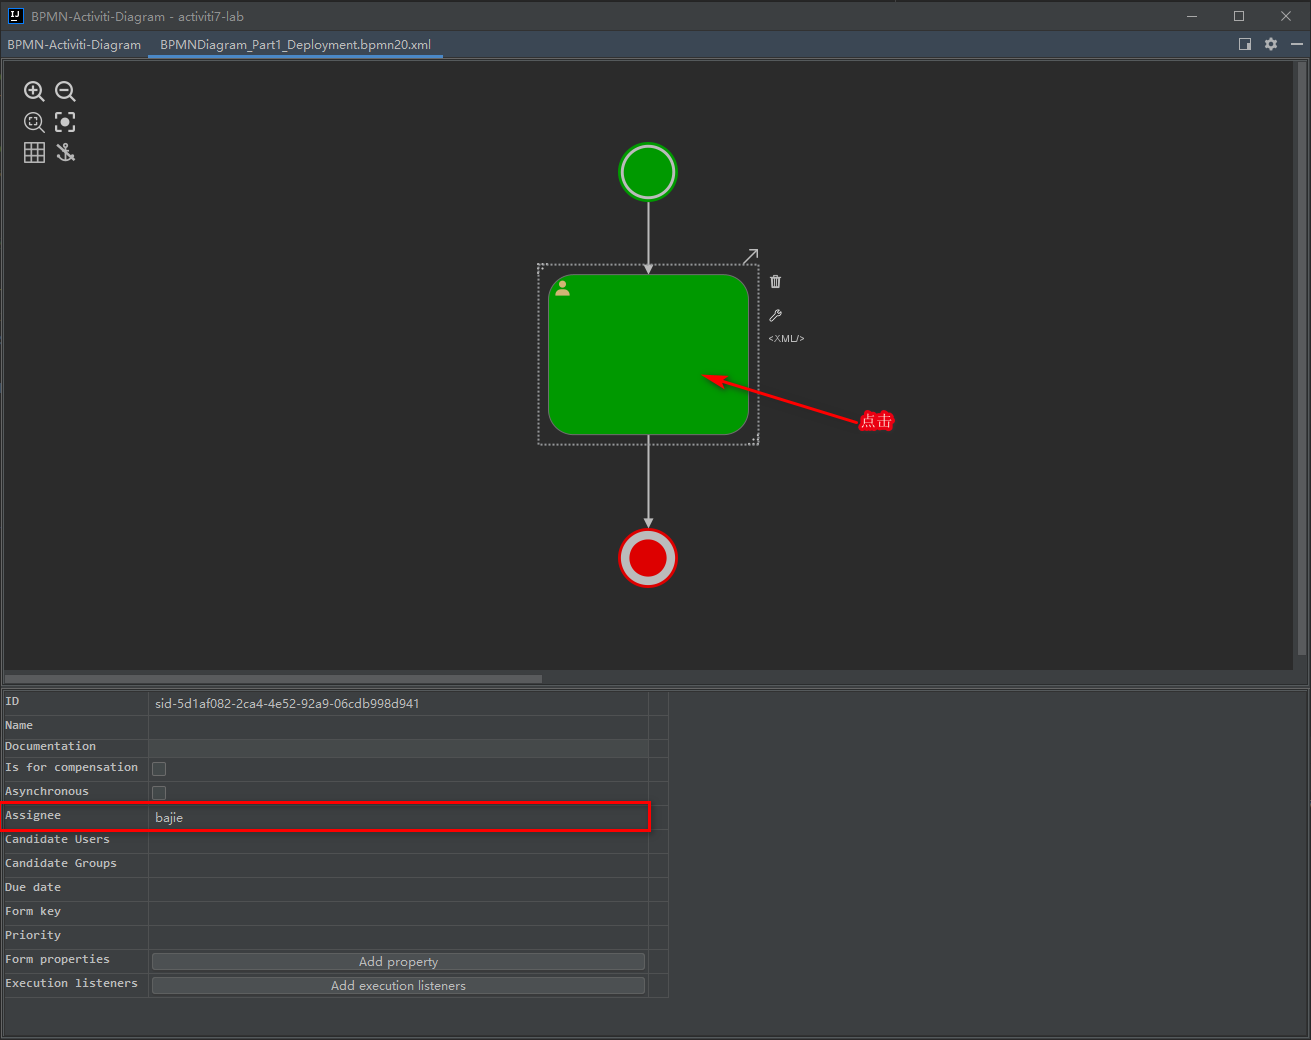 BPMN-Activiti-Diagram - activiti7-lab
BPMN-Activiti-Diagram
BPMNDiagram_Part1_Deployment.bpmn20.xml
<XML/>
点击
ID
sid-5d1af082-2ca4-4e52-92a9-06cdb998d941
Name
Documentation
Is for compensation
Asynchronous
Assignee
bajie
Candidate Users
Candidate Groups
Due date
Form key
Priority
Form properties
Add property
Execution listeners
Add execution listeners